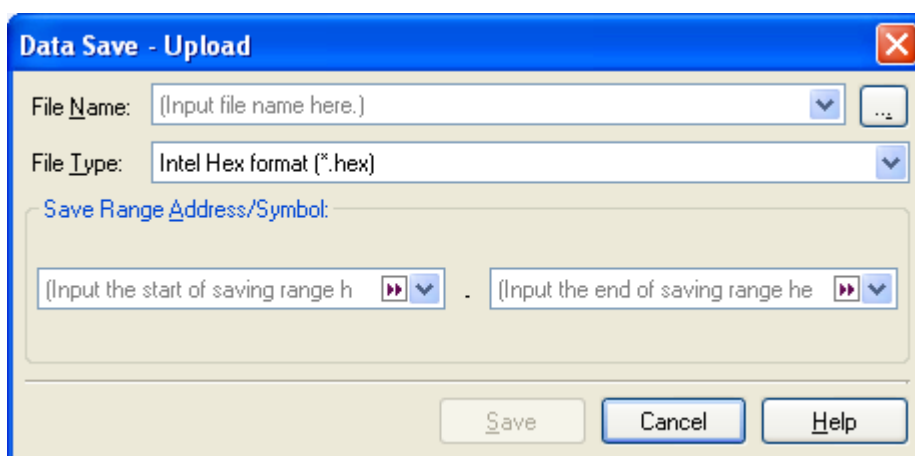 Data Save - Upload
File Name: (Input file name here.) ...
File Type: Intel Hex format (*.hex)
Save Range Address/Symbol:
(Input the start of saving range h - (Input the end of saving range he
Save Cancel Help